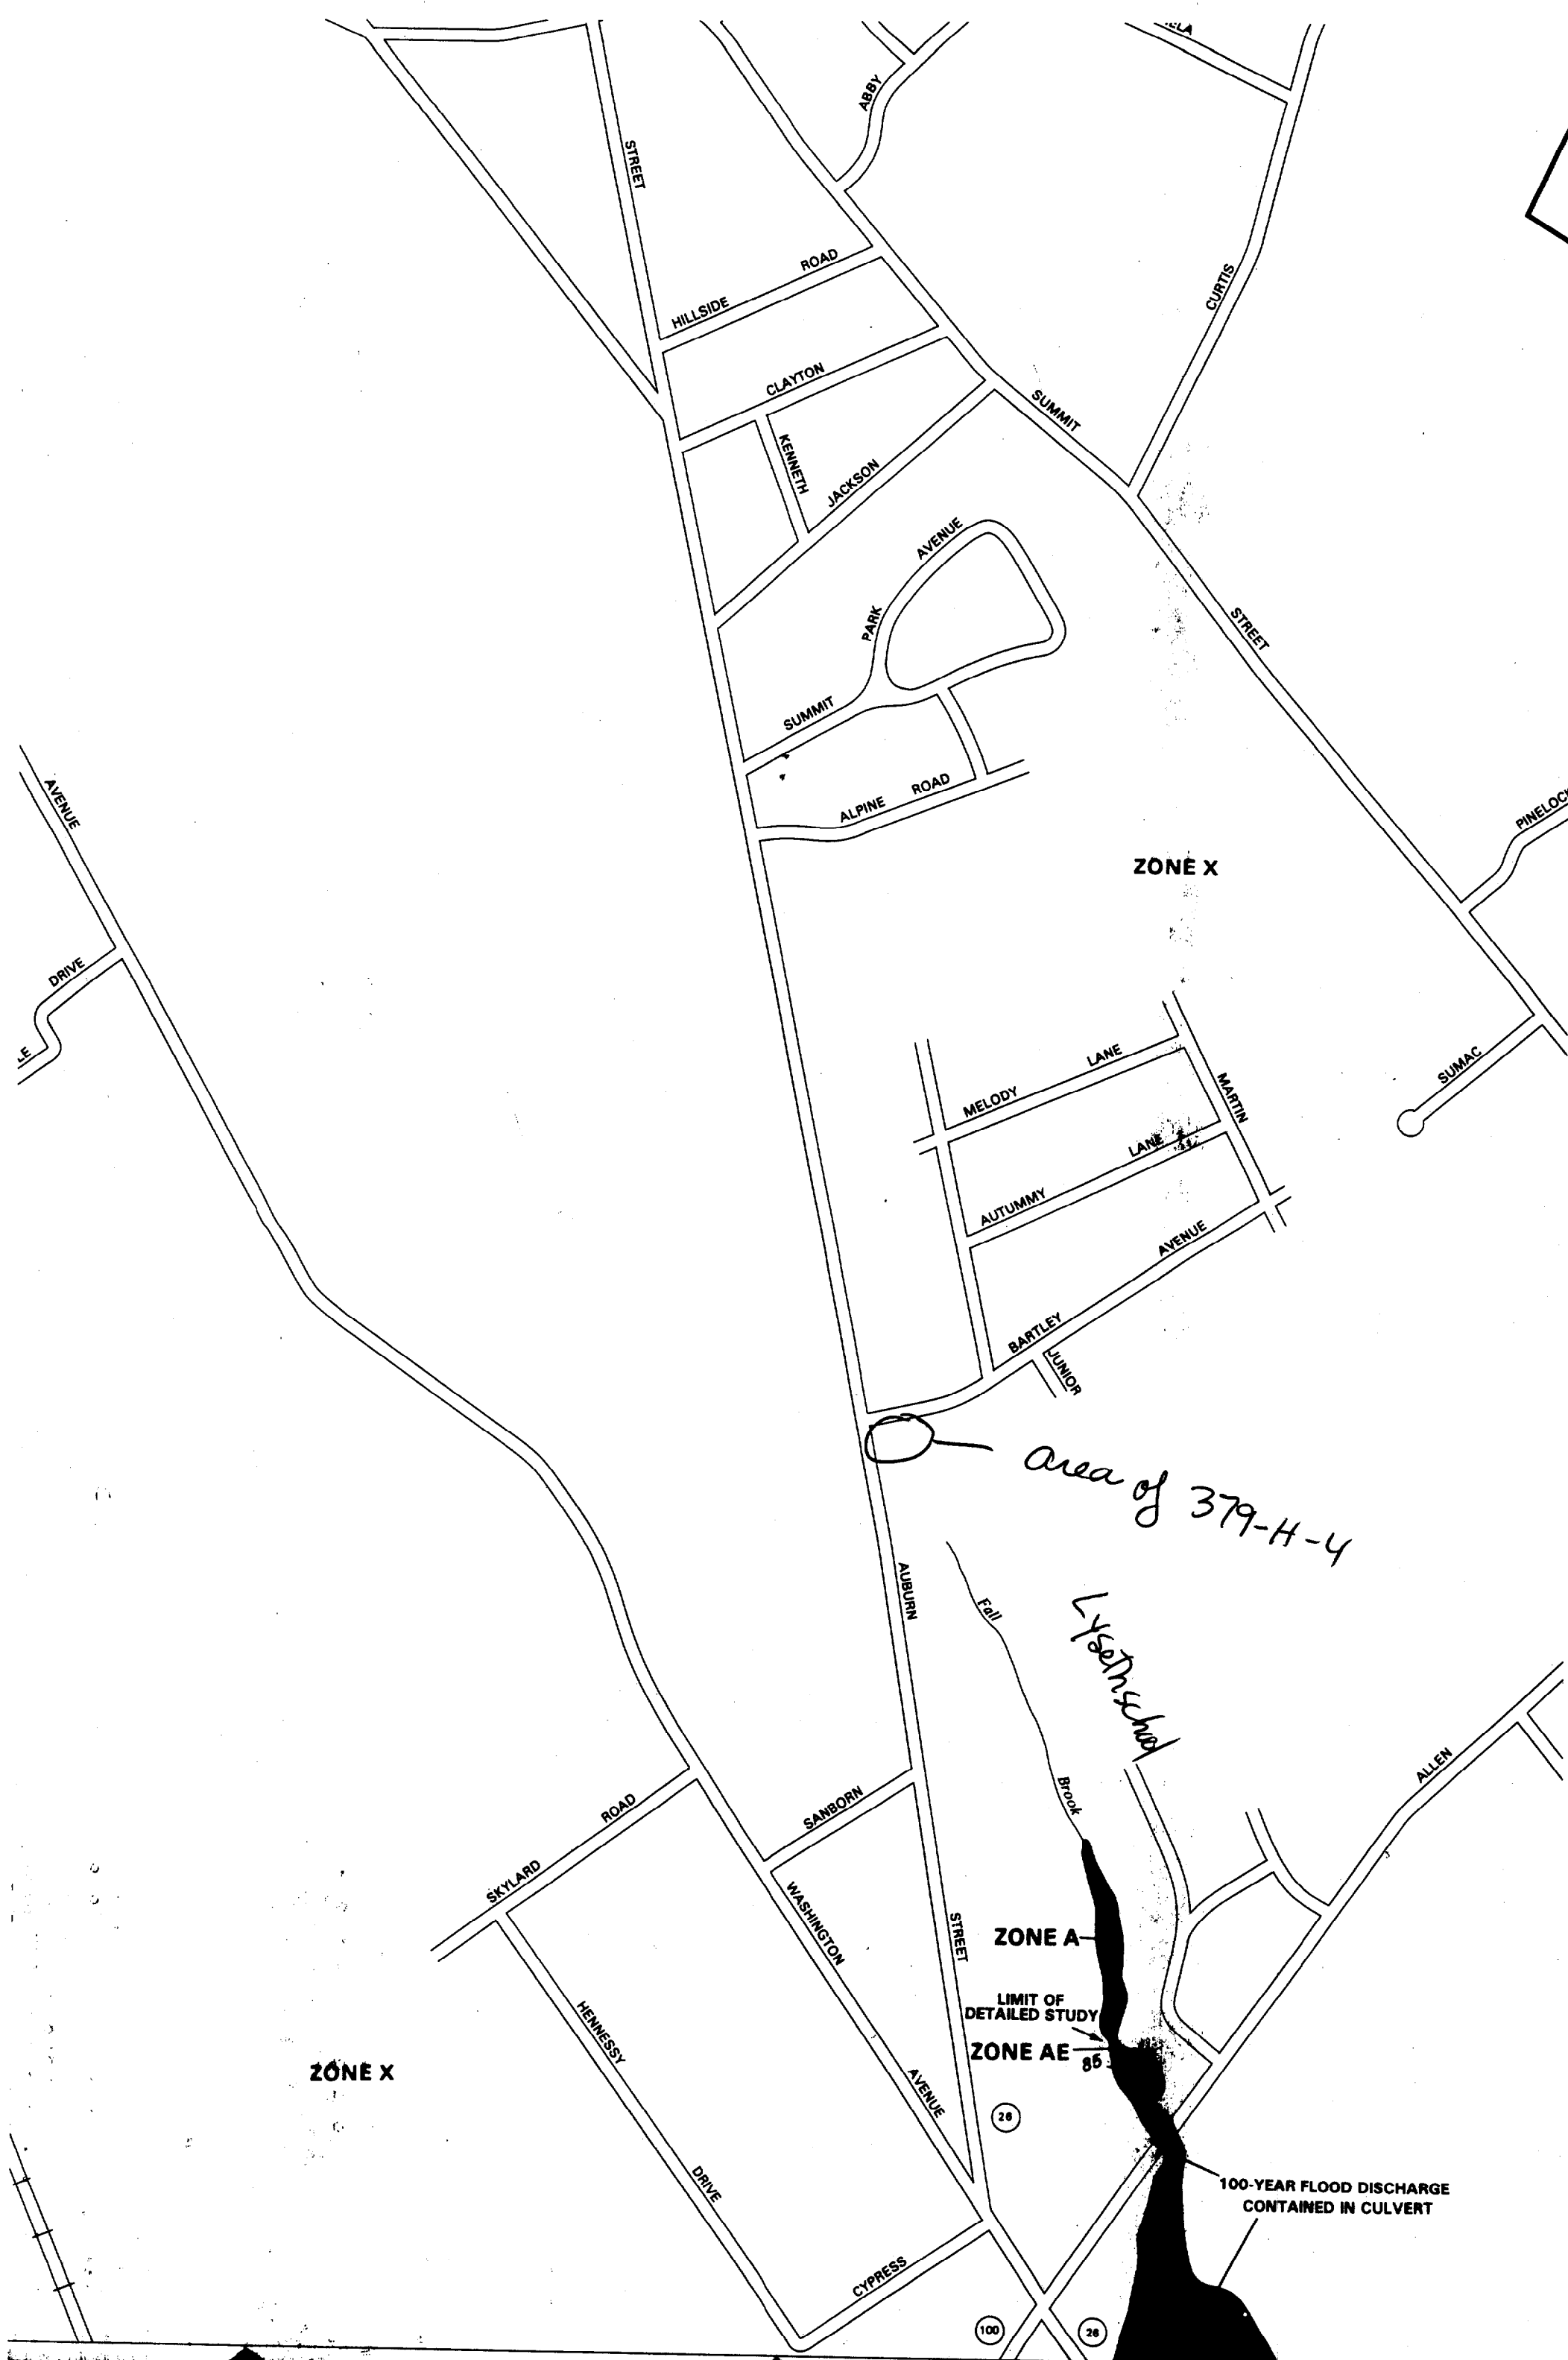 ABBY
STREET
HILLSIDE ROAD
CURTIS
CLAYTON
SUMMIT
KENNETH
JACKSON
AVENUE
PARK
STREET
SUMMIT
AVENUE
ALPINE ROAD
PINELOCH
ZONE X
DRIVE
LE
MELODY LANE
SUMAC
MARTIN
AUTUMMY LANE
BARTLEY AVENUE
JUNIOR
area of 379-H-4
AUBURN
Fall
Lyseth school
Brook
ALLEN
SANBORN
SKYLARD ROAD
WASHINGTON
STREET
ZONE A
LIMIT OF
DETAILED STUDY
HENNESSY
ZONE AE
85
ZONE X
AVENUE
26
DRIVE
100-YEAR FLOOD DISCHARGE
CONTAINED IN CULVERT
CYPRESS
100
26